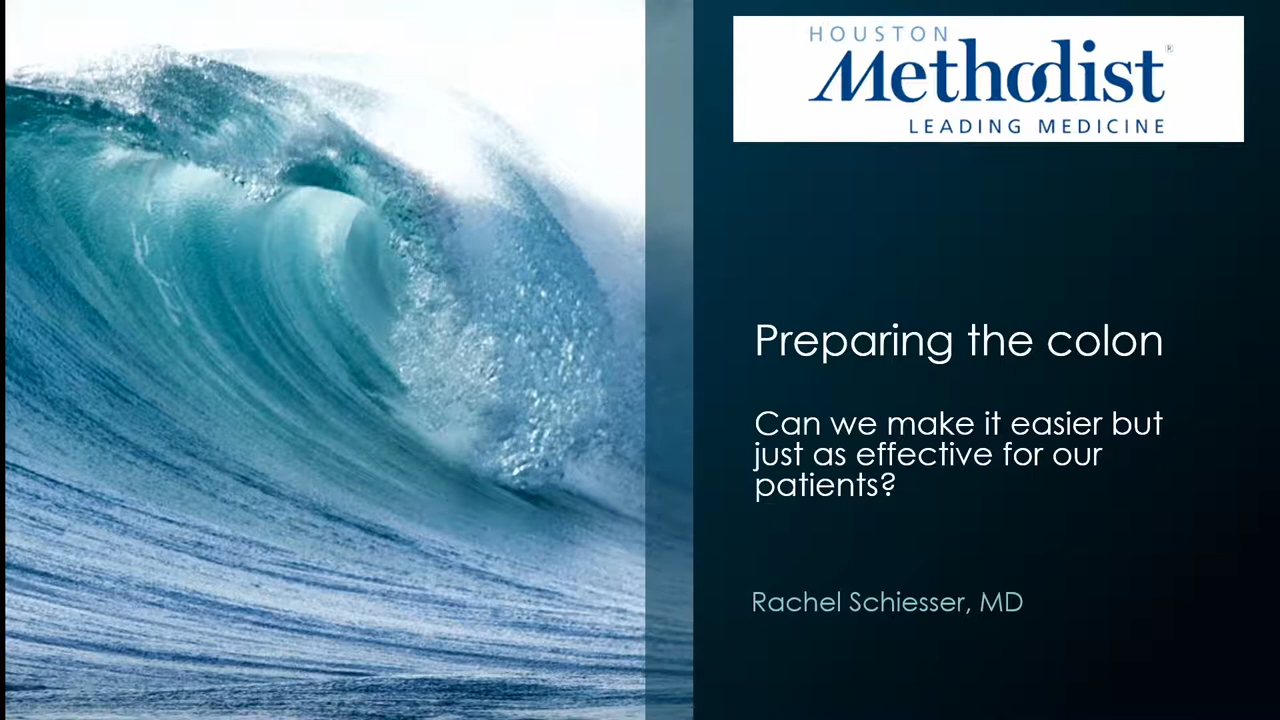 HOUSTON
Methodist®
LEADING MEDICINE
Preparing the colon
Can we make it easier but
just as effective for our
patients?
Rachel Schiesser, MD